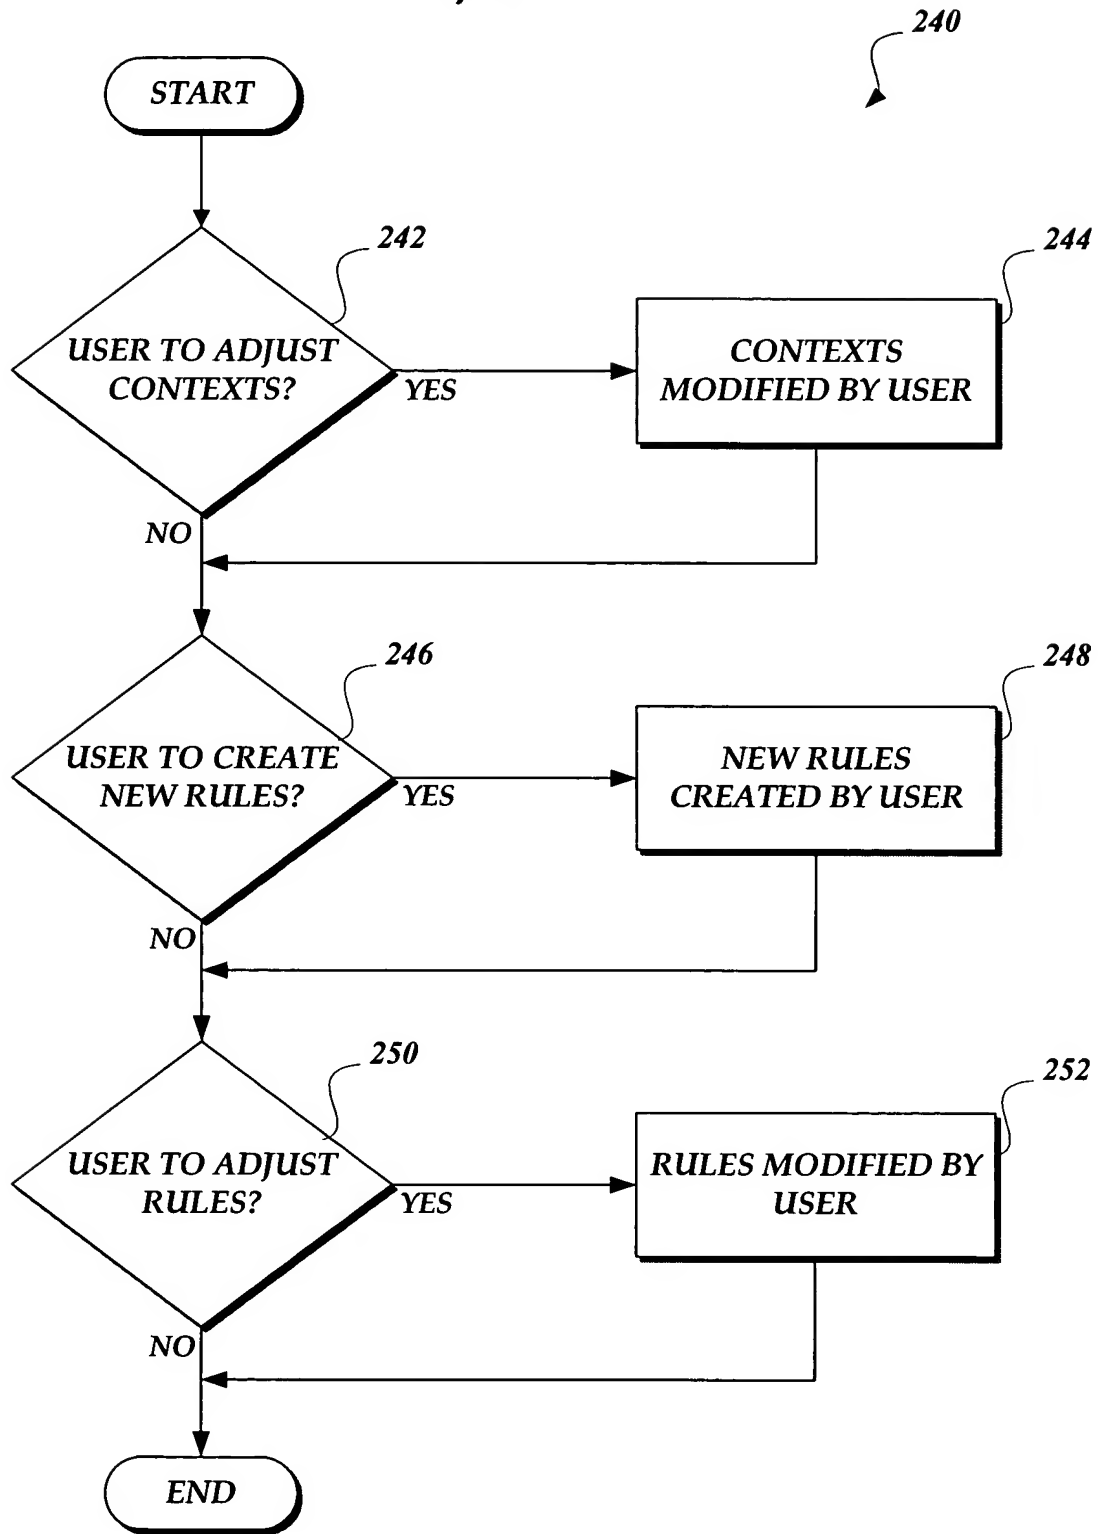 240
START
242
244
USER TO ADJUST
CONTEXTS?
YES
CONTEXTS
MODIFIED BY USER
NO
246
248
USER TO CREATE
NEW RULES?
YES
NEW RULES
CREATED BY USER
NO
250
252
USER TO ADJUST
RULES?
YES
RULES MODIFIED BY
USER
NO
END